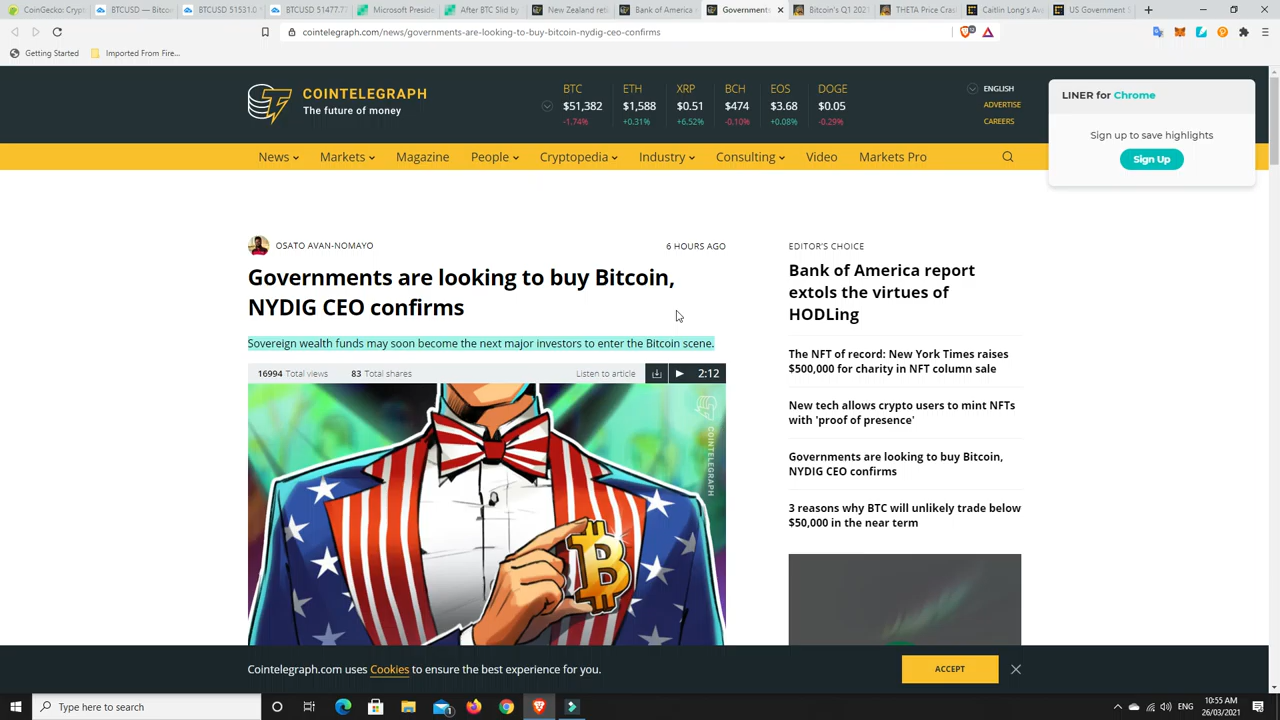 CoinGecko: Crypt
BTCUSD — Bitcoi
BTCUSD 51531.0
BTCUSD 51477.7
Microsoft Preside
After BTC Slid by
New Zealand reti
Bank of America
Governments
Bitcoin's Q1 2021
THETA Price Cras
Caitlin Long's Ava
US Government
cointelegraph.com/news/governments-are-looking-to-buy-bitcoin-nydig-ceo-confirms
Getting Started
Imported From Fire...
COINTELEGRAPH
The future of money
BTC ETH XRP BCH EOS DOGE
$51,382 $1,588 $0.51 $474 $3.68 $0.05
-1.74% +0.31% +6.52% -0.10% +0.08% -0.29%
ENGLISH
ADVERTISE
CAREERS
LINER for Chrome
Sign up to save highlights
Sign Up
News Markets Magazine People Cryptopedia Industry Consulting Video Markets Pro
OSATO AVAN-NOMAYO
6 HOURS AGO
Governments are looking to buy Bitcoin,
NYDIG CEO confirms
Sovereign wealth funds may soon become the next major investors to enter the Bitcoin scene.
16994 Total views 83 Total shares Listen to article 2:12
COINTELEGRAPH
EDITOR'S CHOICE
Bank of America report
extols the virtues of
HODLing
The NFT of record: New York Times raises
$500,000 for charity in NFT column sale
New tech allows crypto users to mint NFTs
with 'proof of presence'
Governments are looking to buy Bitcoin,
NYDIG CEO confirms
3 reasons why BTC will unlikely trade below
$50,000 in the near term
Cointelegraph.com uses Cookies to ensure the best experience for you.
ACCEPT
Type here to search
ENG
10:55 AM
26/03/2021